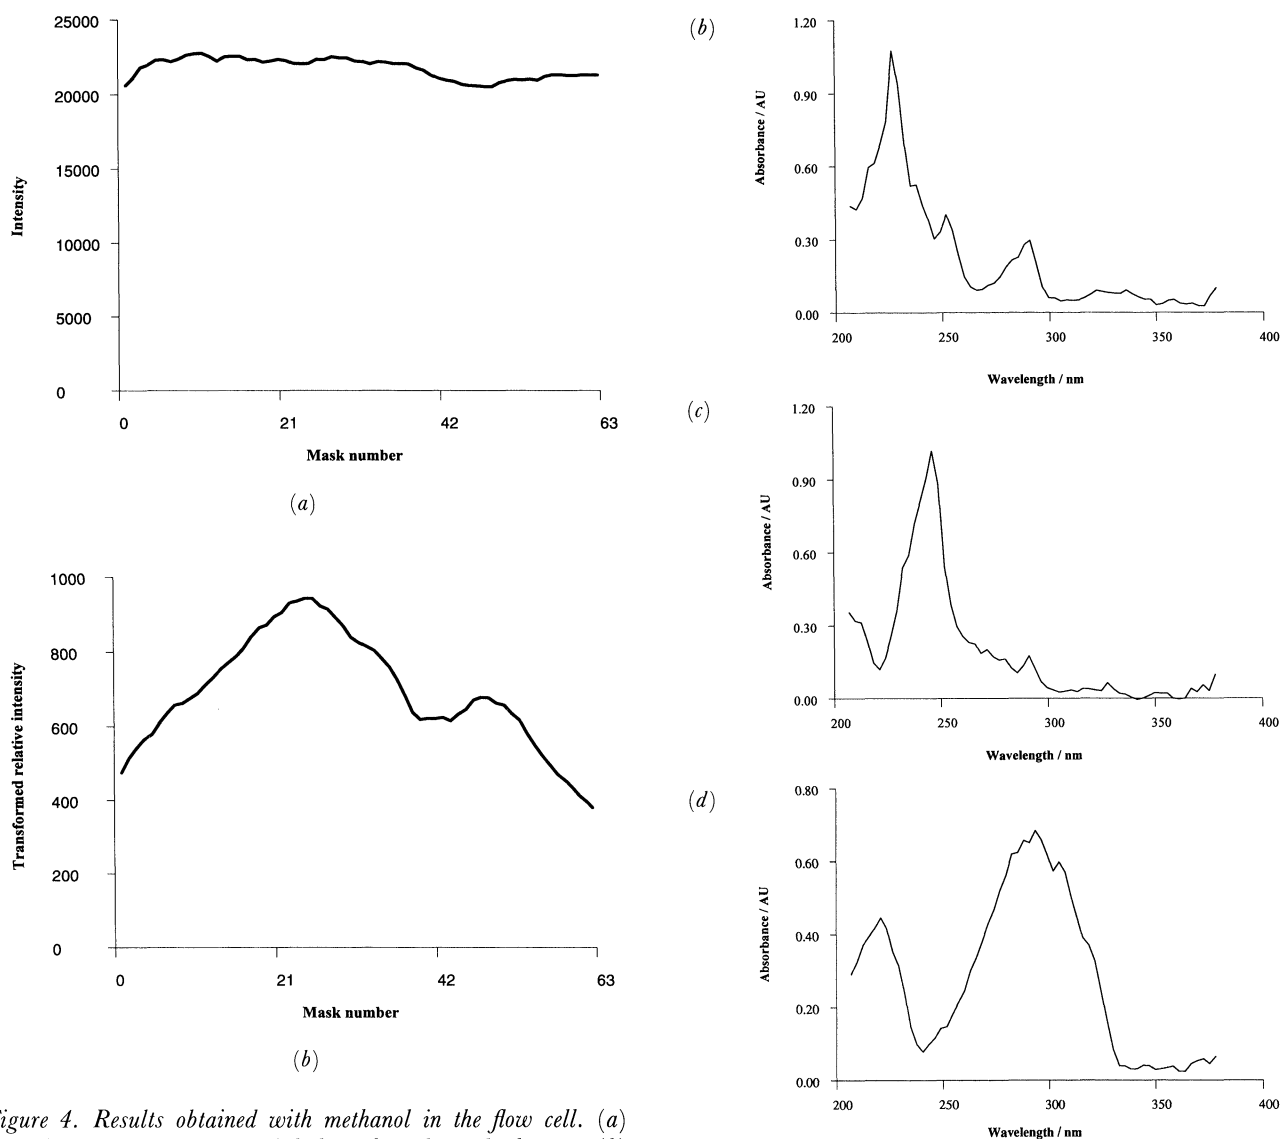 25000
20000
15000
10000
5000
0
Intensity
0 21 42 63
Mask number
(a)
1000
800
600
400
200
0
Transformed relative intensity
0 21 42 63
Mask number
(b)
igure 4. Results obtained with methanol in the flow cell. (a)
(b)
1.20
0.90
0.60
0.30
0.00
Absorbance / AU
200 250 300 350 400
Wavelength / nm
(c)
1.20
0.90
0.60
0.30
0.00
Absorbance / AU
200 250 300 350 400
Wavelength / nm
(d)
0.80
0.60
0.40
0.20
0.00
Absorbance / AU
200 250 300 350 400
Wavelength / nm